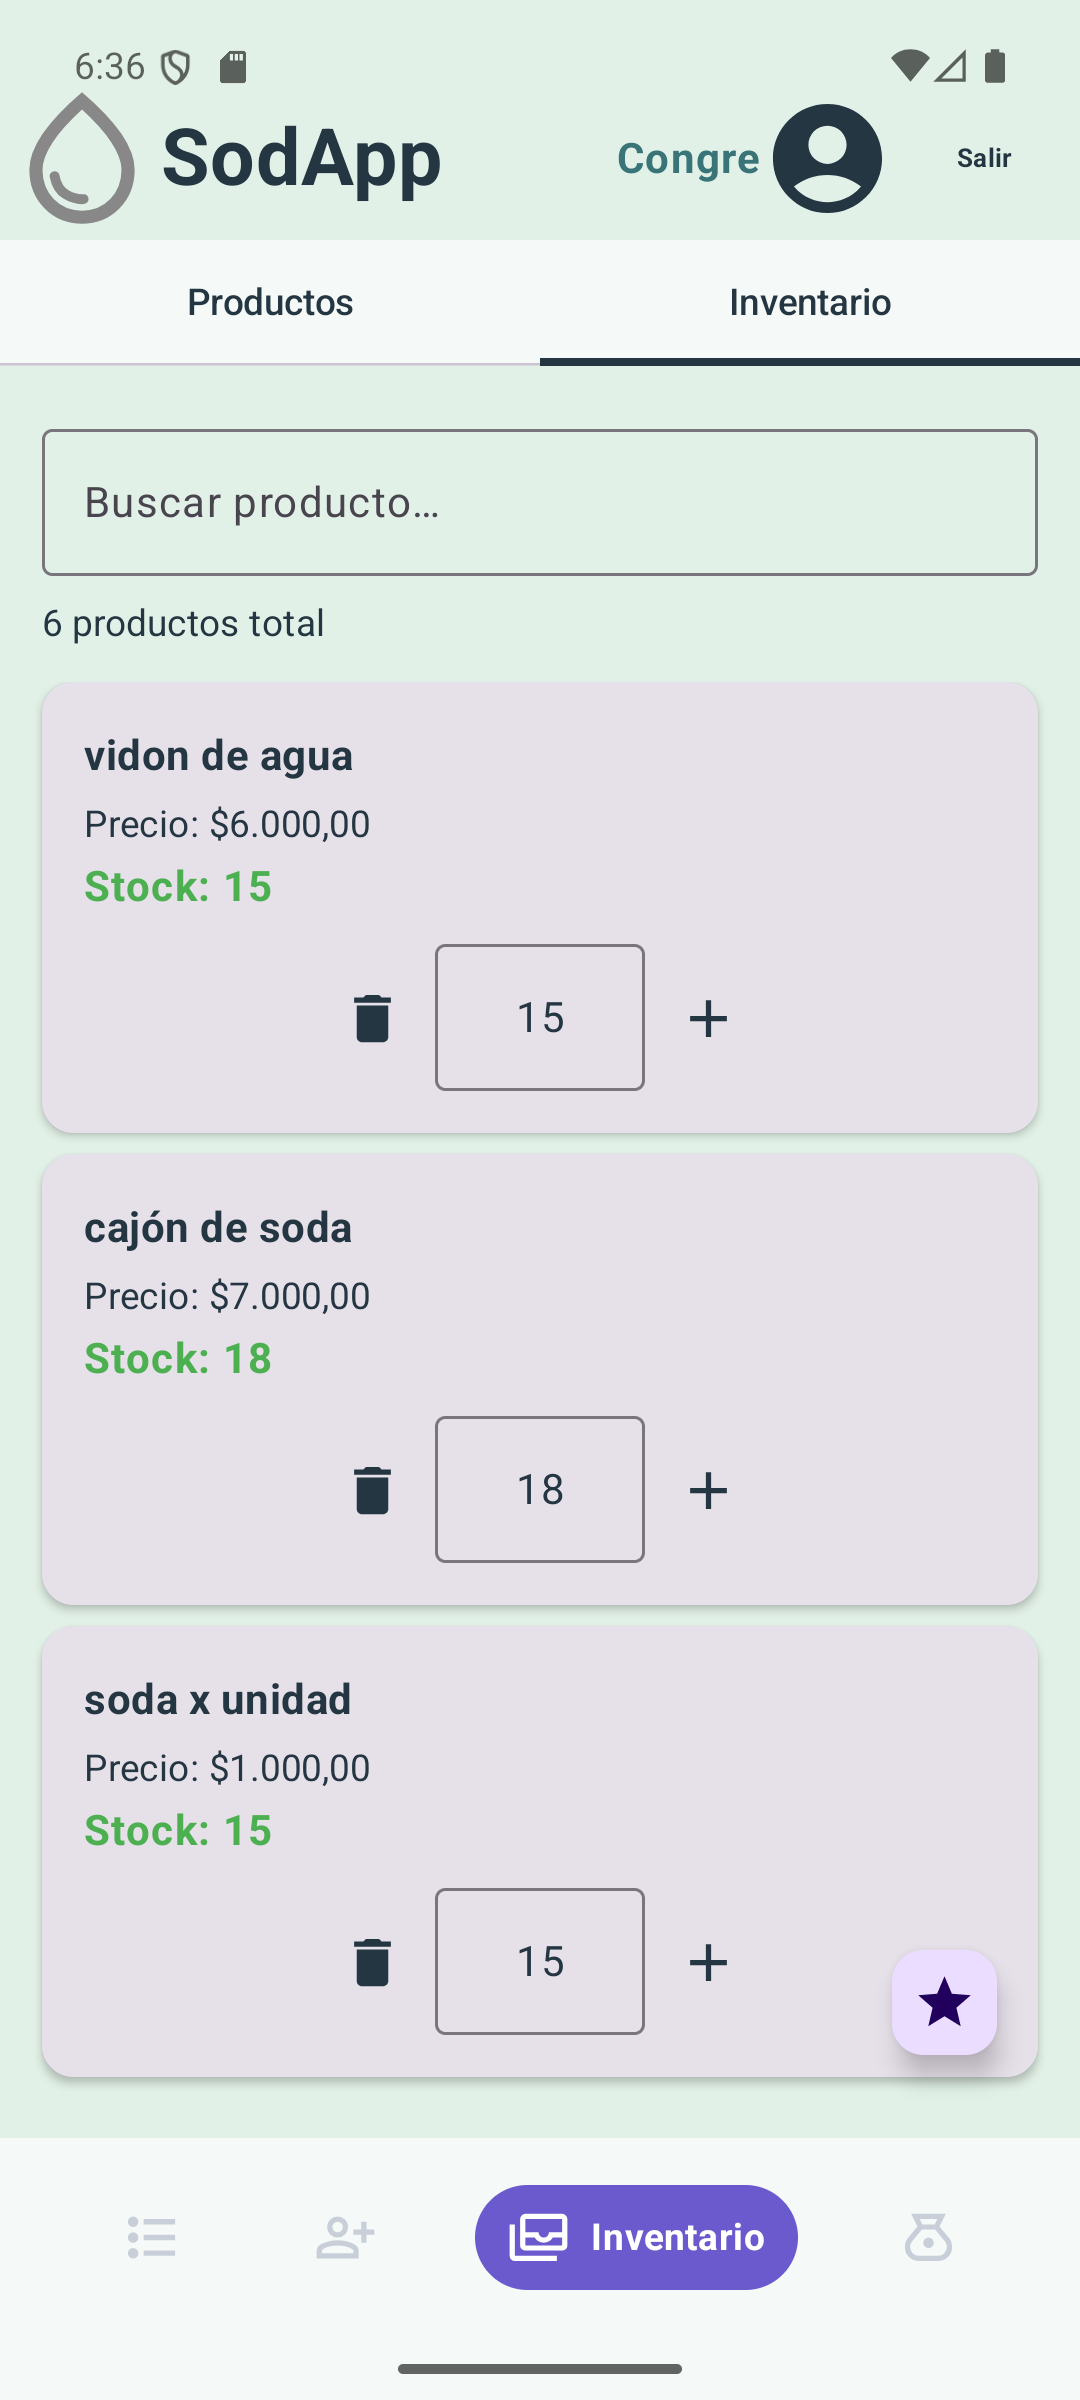 6:36
SodApp
Congre
Salir
Productos
Inventario
Buscar producto...
6 productos total
vidon de agua
Precio: $6.000,00
Stock: 15
15
cajón de soda
Precio: $7.000,00
Stock: 18
18
soda x unidad
Precio: $1.000,00
Stock: 15
15
Inventario